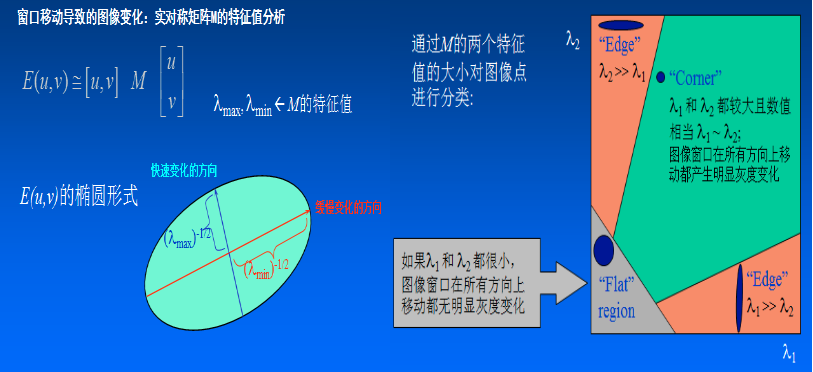 窗口移动导致的图像变化：实对称矩阵M的特征值分析
E(u,v) ≅ [u,v] M [u v]
λmax, λmin ← M的特征值
快速变化的方向
E(u,v)的椭圆形式
缓慢变化的方向
(λmax)-1/2
(λmin)-1/2
通过M的两个特征
值的大小对图像点
进行分类:
λ2
“Edge”
λ2 >> λ1
“Corner”
λ1 和 λ2 都较大且数值
相当 λ1 ~ λ2;
图像窗口在所有方向上移
动都产生明显灰度变化
如果λ1 和 λ2 都很小，
图像窗口在所有方向上
移动都无明显灰度变化
“Flat”
region
“Edge”
λ1 >> λ2
λ1